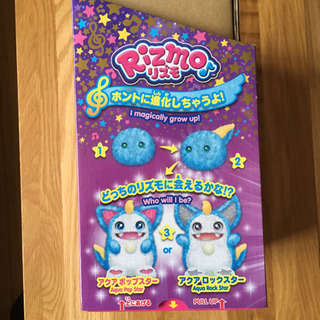 RiZMO
リズモ
ホントに進化しちゃうよ!
I magically grow up!
1
2
どっちのリズモに会えるかな!?
Who will I be?
3
or
アクア ポップスター
Aqua Pop Star
アクア ロックスター
Aqua Rock Star
PULL UP